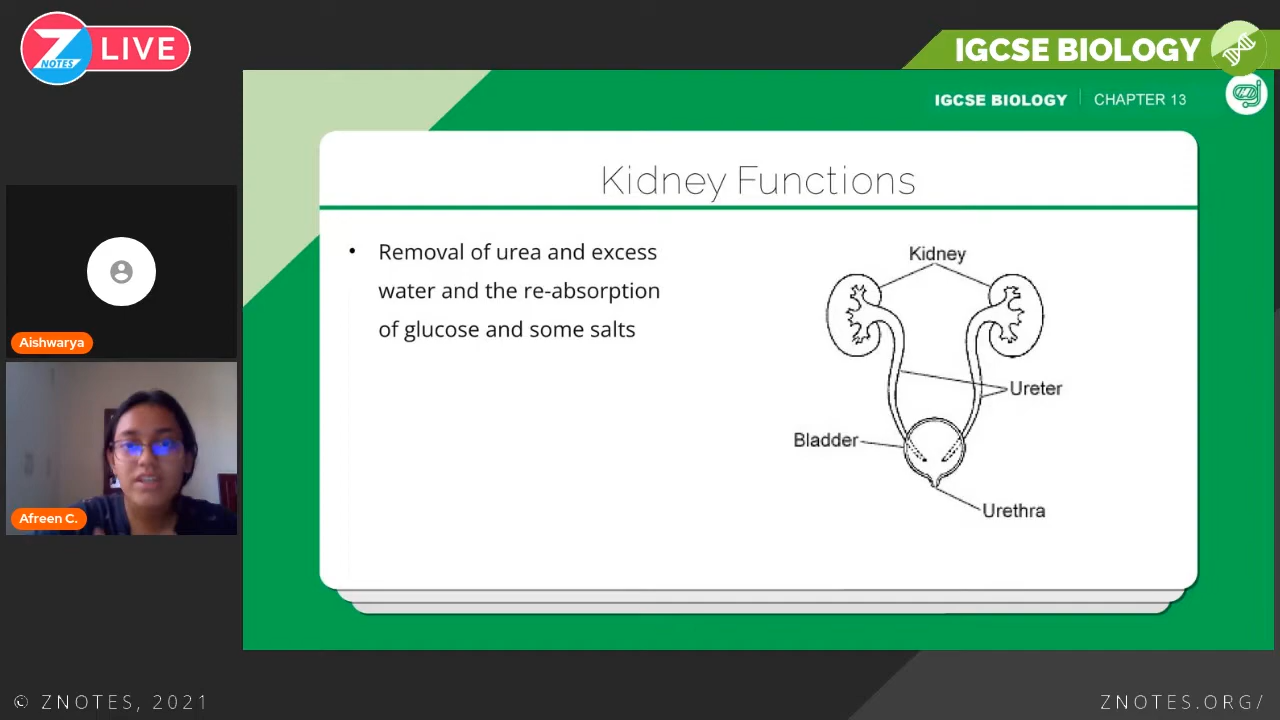 Z
NOTES
LIVE
IGCSE BIOLOGY
IGCSE BIOLOGY
CHAPTER 13
Kidney Functions
• Removal of urea and excess
water and the re-absorption
of glucose and some salts
Kidney
Ureter
Bladder
Urethra
Aishwarya
Afreen C.
© ZNOTES, 2021
ZNOTES.ORG/